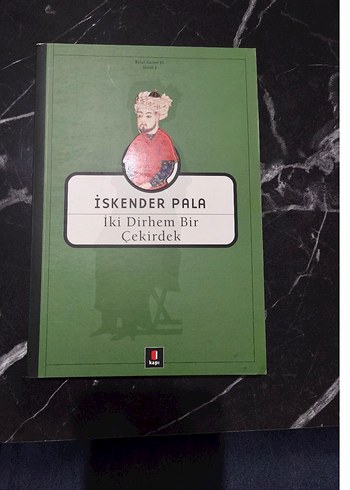 İSKENDER PALA
İki Dirhem Bir
Çekirdek
kapı